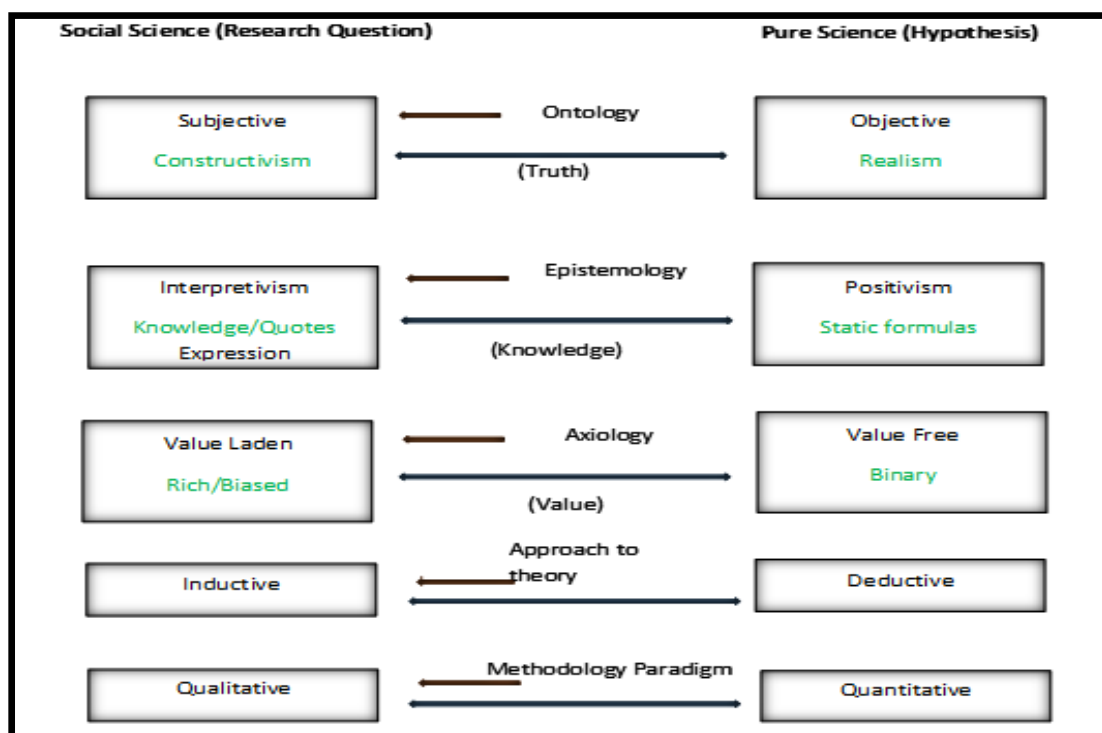 Social Science (Research Question)
Pure Science (Hypothesis)
Subjective
Constructivism
Ontology
(Truth)
Objective
Realism
Interpretivism
Knowledge/Quotes
Expression
Epistemology
(Knowledge)
Positivism
Static formulas
Value Laden
Rich/Biased
Axiology
(Value)
Value Free
Binary
Inductive
Approach to
theory
Deductive
Qualitative
Methodology Paradigm
Quantitative